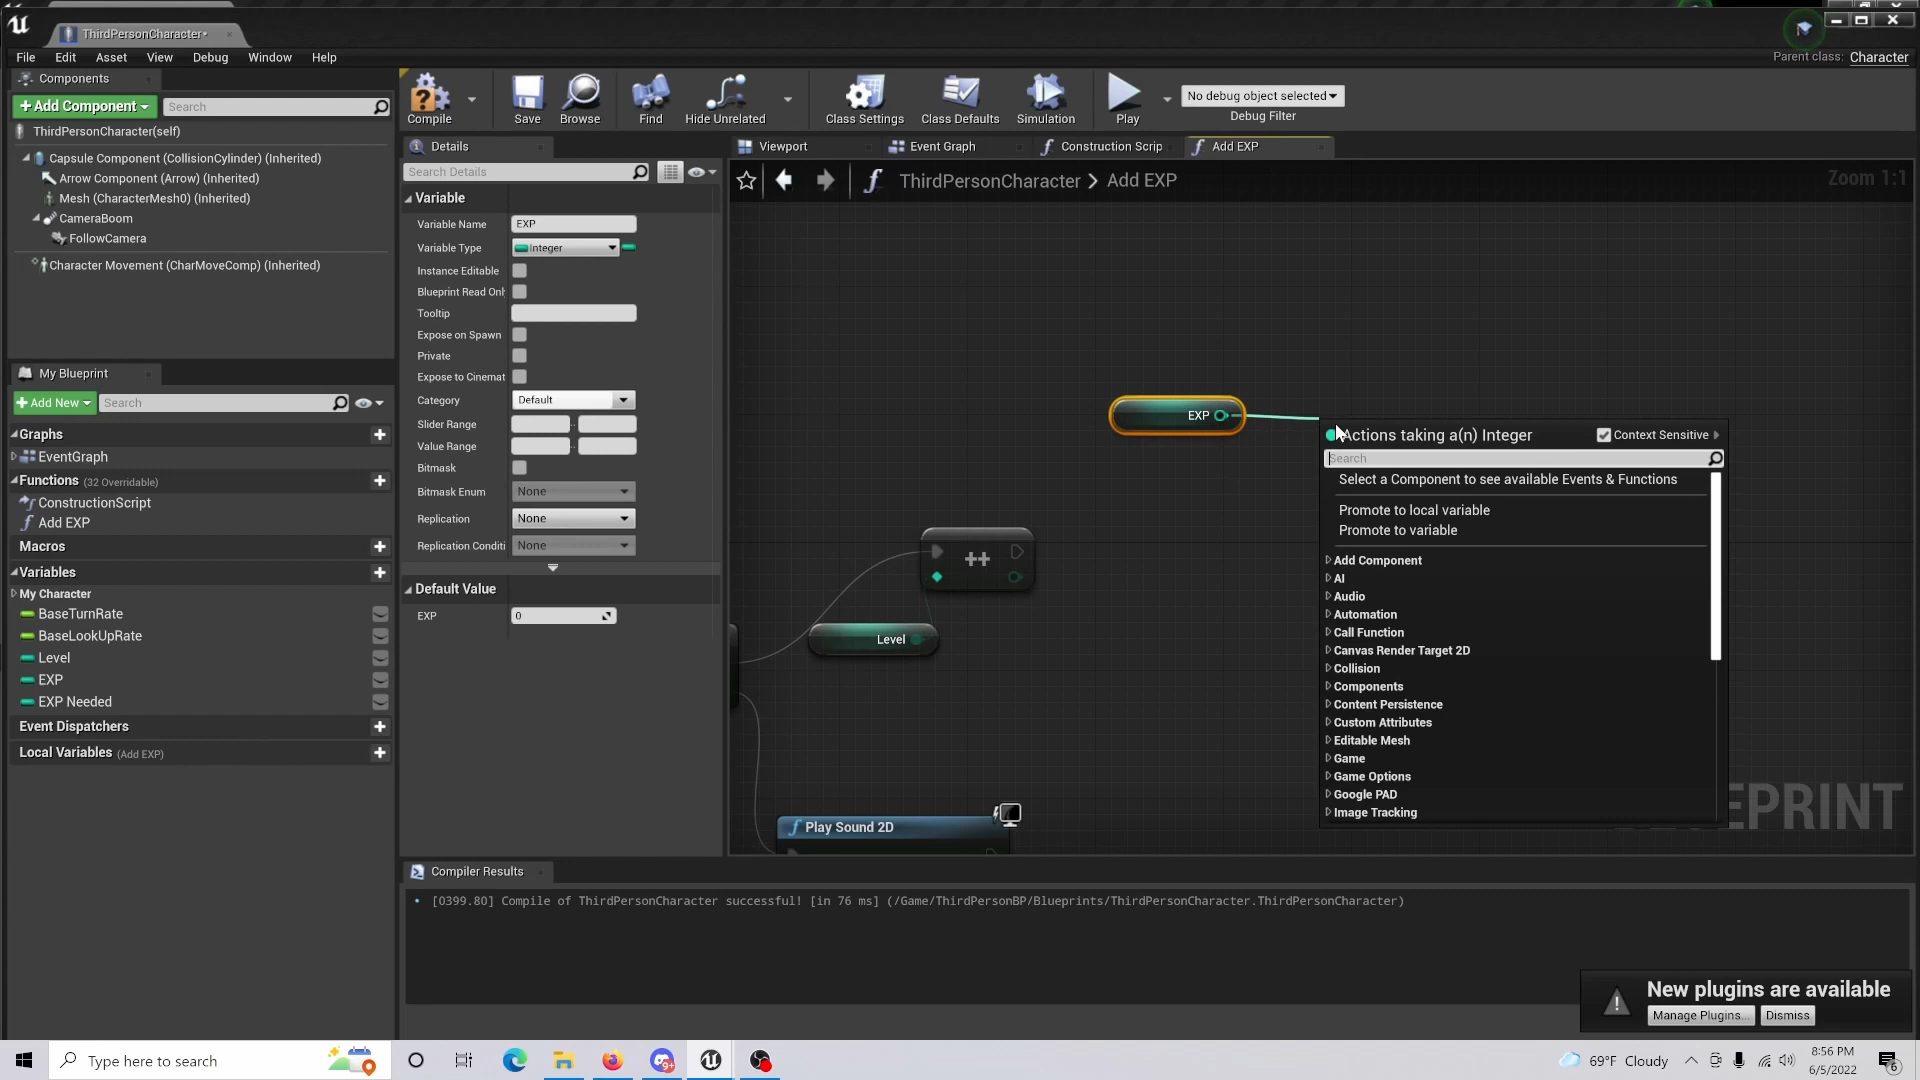 ThirdPersonCharacter*
File Edit Asset View Debug Window Help
Parent class: Character
Components
+ Add Component Search
ThirdPersonCharacter(self)
Capsule Component (CollisionCylinder) (Inherited)
Arrow Component (Arrow) (Inherited)
Mesh (CharacterMesh0) (Inherited)
CameraBoom
FollowCamera
Character Movement (CharMoveComp) (Inherited)
My Blueprint
+ Add New Search
Graphs
EventGraph
Functions (32 Overridable)
ConstructionScript
Add EXP
Macros
Variables
My Character
BaseTurnRate
BaseLookUpRate
Level
EXP
EXP Needed
Event Dispatchers
Local Variables (Add EXP)
Compile Save Browse Find Hide Unrelated Class Settings Class Defaults Simulation Play
No debug object selected
Debug Filter
Details
Search Details
Variable
Variable Name EXP
Variable Type Integer
Instance Editable
Blueprint Read Onl
Tooltip
Expose on Spawn
Private
Expose to Cinemat
Category Default
Slider Range
Value Range
Bitmask
Bitmask Enum None
Replication None
Replication Conditi None
Default Value
EXP 0
Viewport Event Graph Construction Scrip Add EXP
ThirdPersonCharacter > Add EXP
Zoom 1:1
EXP
++
Level
Play Sound 2D
Actions taking a(n) Integer Context Sensitive
Search
Select a Component to see available Events & Functions
Promote to local variable
Promote to variable
Add Component
AI
Audio
Automation
Call Function
Canvas Render Target 2D
Collision
Components
Content Persistence
Custom Attributes
Editable Mesh
Game
Game Options
Google PAD
Image Tracking
EPRINT
Compiler Results
• [0399.80] Compile of ThirdPersonCharacter successful! [in 76 ms] (/Game/ThirdPersonBP/Blueprints/ThirdPersonCharacter.ThirdPersonCharacter)
New plugins are available
Manage Plugins... Dismiss
Type here to search
9+
69°F Cloudy
8:56 PM
6/5/2022
6